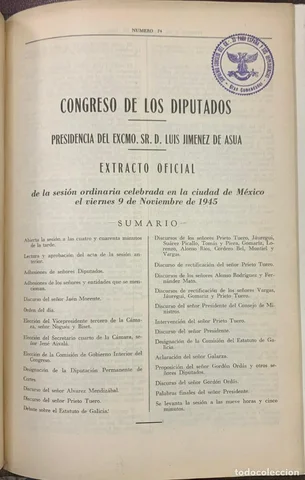 NUMERO 74
CONGRESO DE LOS DIPUTADOS
PRESIDENCIA DEL EXCMO. SR. D. LUIS JIMENEZ DE ASUA
EXTRACTO OFICIAL
de la sesión ordinaria celebrada en la ciudad de México
el viernes 9 de Noviembre de 1945
SUMARIO
Abierta la sesión a las cuatro y cuarenta minutos
de la tarde.
Lectura y aprobación del acta de la sesión anterior.
Adhesiones de señores Diputados.
Adhesiones de los señores y entidades que se mencionan.
Discurso del señor Jaén Morente.
Orden del día.
Elección del Vicepresidente tercero de la Cámara,
señor Nogués y Bizet.
Elección del Secretario cuarto de la Cámara, señor
José Ayxela.
Elección de la Comisión de Gobierno Interior del
Congreso.
Designación de la Diputación Permanente de
Cortes.
Discurso del señor Alvarez Mendizábal.
Discurso del señor Prieto Tuero.
Debate sobre el Estatuto de Galicia.
Discurso de los señores Prieto Tuero, Jáuregui,
Suárez Picallo, Tomás y Piera, Gomariz,
Alonso Ríos, Cordero Bel, Montiel y
Vargas.
Discurso de rectificación del señor Prieto Tuero.
Discurso de los señores Alonso Rodríguez y Fernández
Mato.
Discursos de rectificación de los señores Vargas,
Jáuregui, Gomariz y Prieto Tuero.
Discurso del señor Presidente del Consejo de Ministros.
Intervención del señor Prieto Tuero.
Discurso del señor Presidente.
Designación de la Comisión del Estatuto de Galicia.
Aclaración del señor Galarza.
Proposición del señor Gordón Ordás y otros señores
Diputados.
Discurso del señor Gordón Ordás.
Palabras finales del señor Presidente.
Se levanta la sesión a las nueve horas y cinco
minutos.
todocoleccion